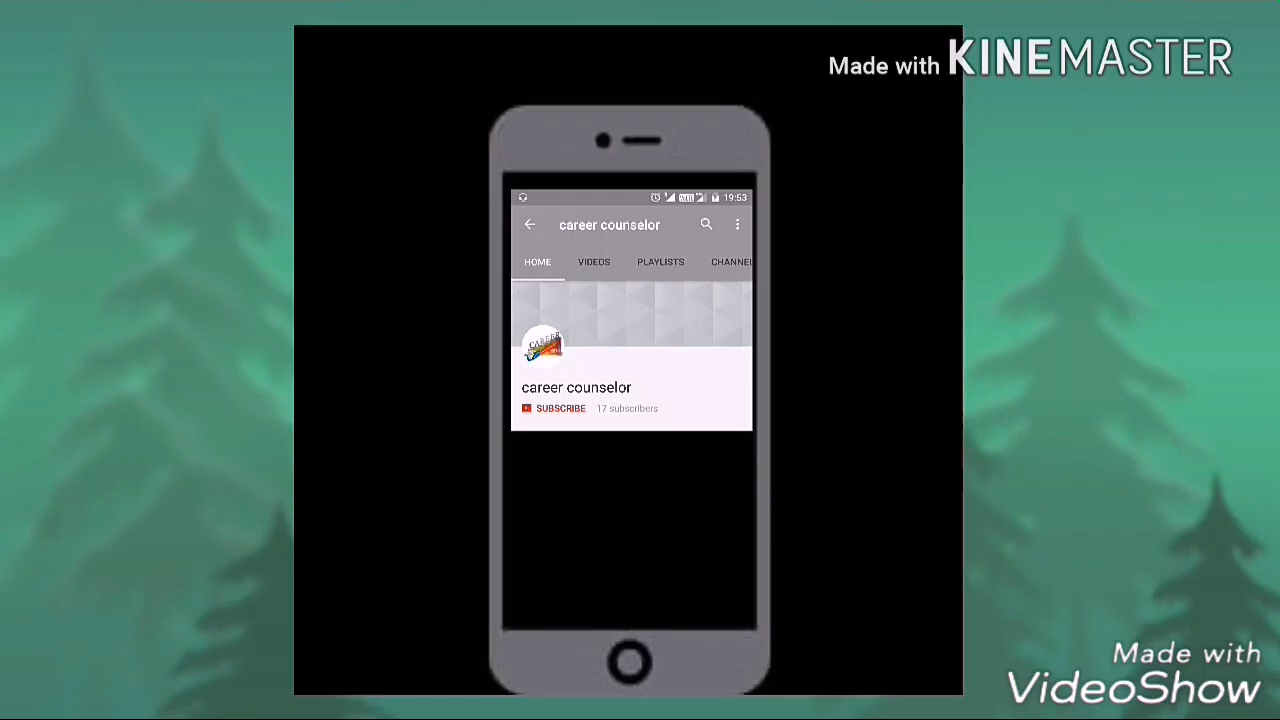 Made with KINEMASTER
19:53
career counselor
HOME VIDEOS PLAYLISTS CHANNEL
CAREER
career counselor
SUBSCRIBE 17 subscribers
Made with
VideoShow